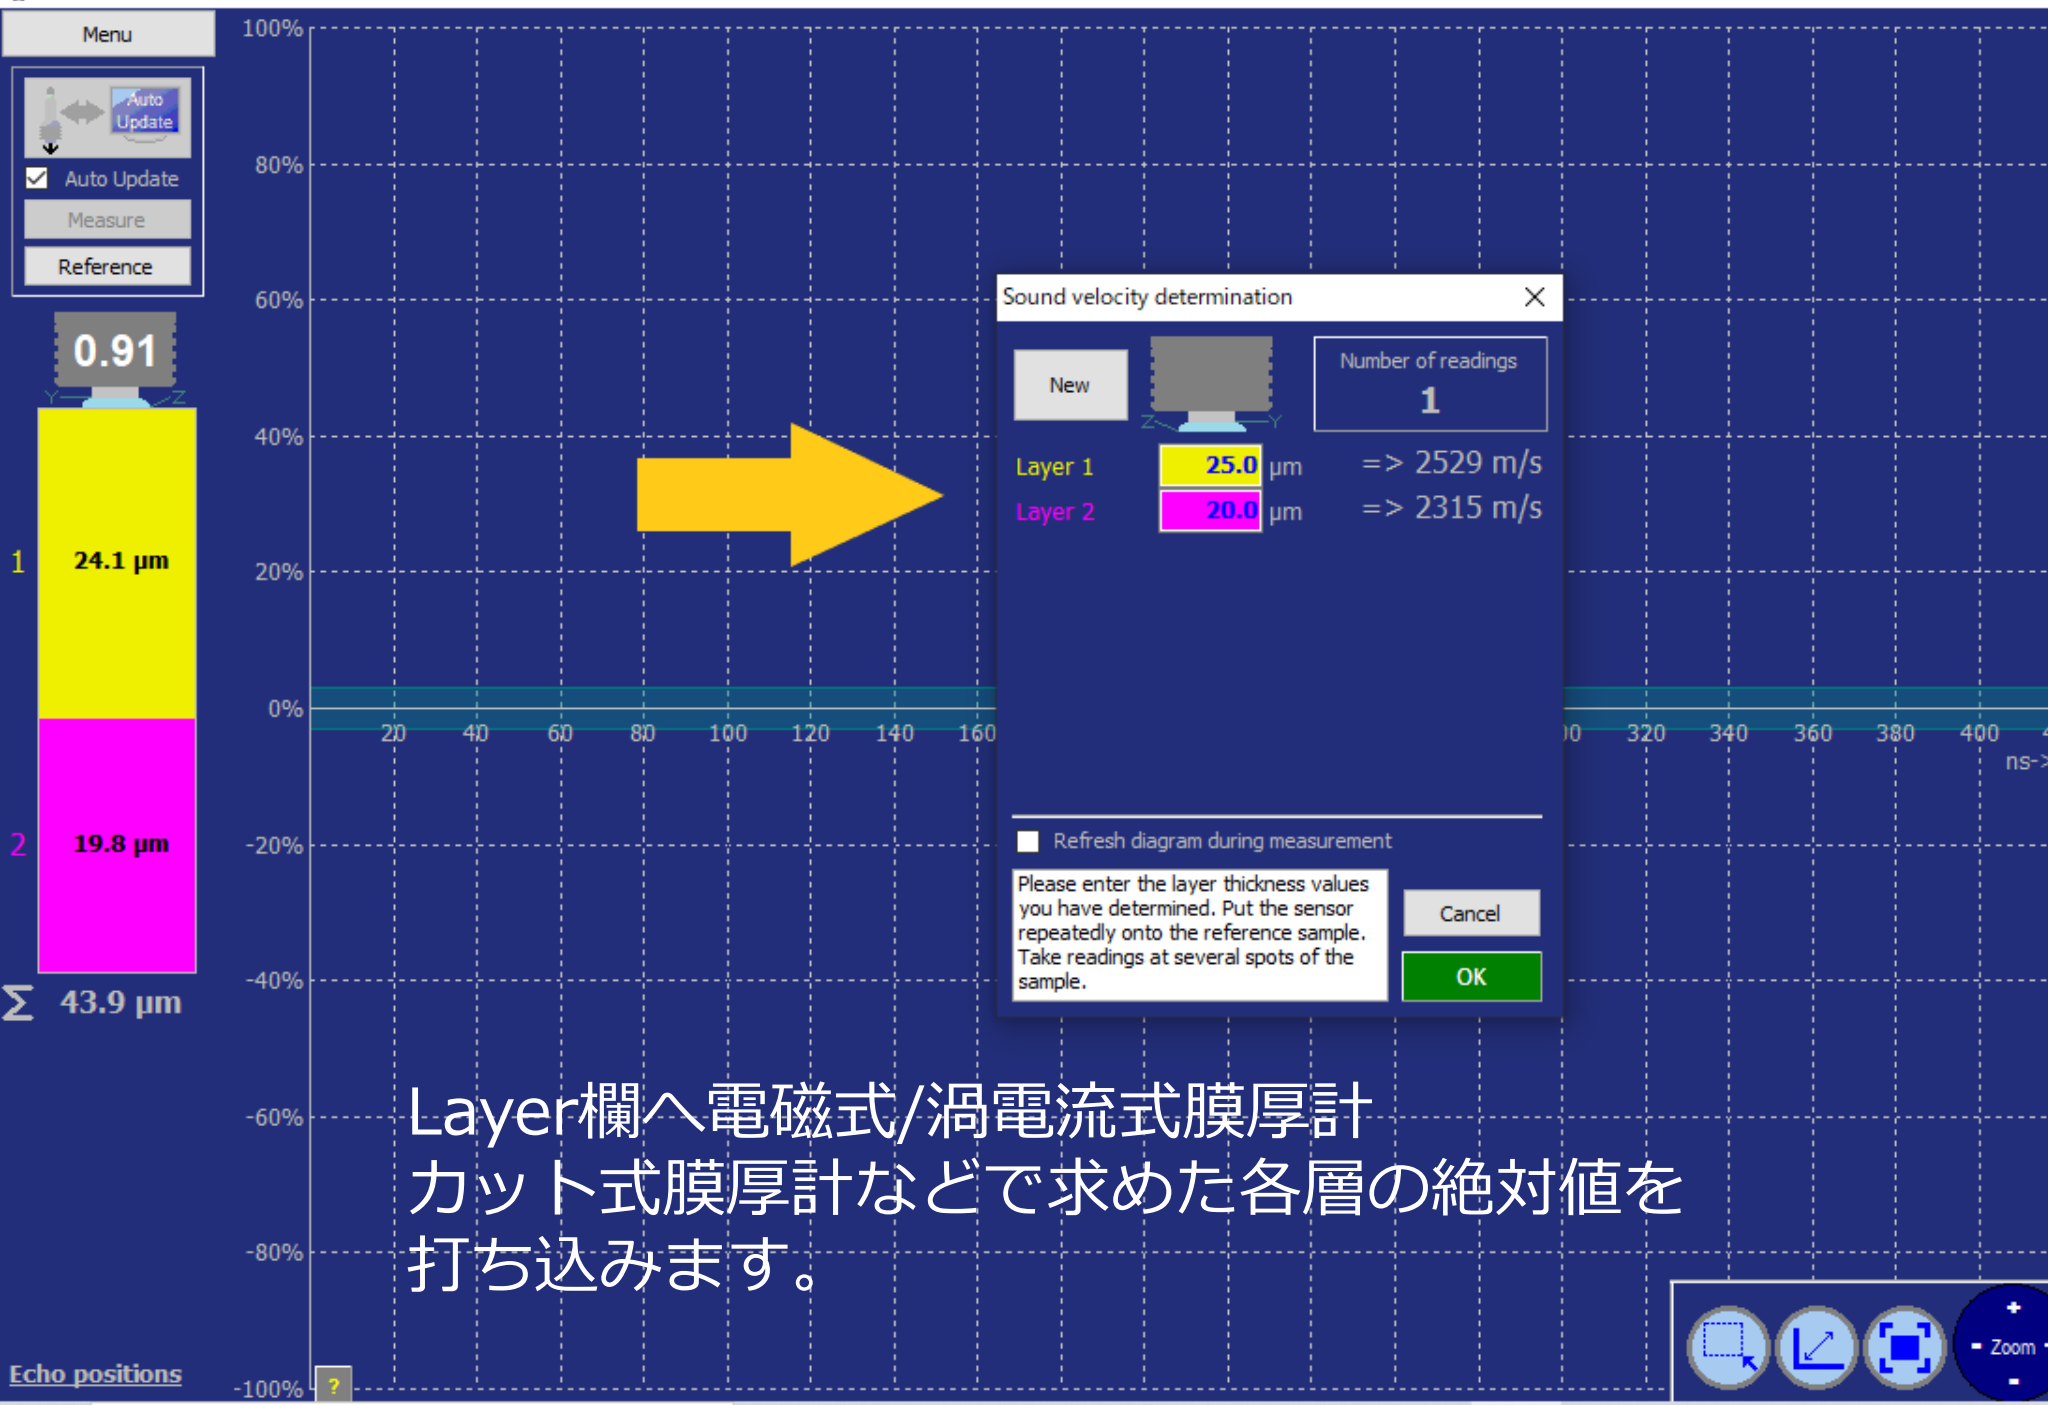 Menu
Auto
Update
Auto Update
Measure
Reference
0.91
Y
Z
1
24.1 µm
2
19.8 µm
Σ 43.9 µm
Echo positions
100%
80%
60%
40%
20%
0%
-20%
-40%
-60%
-80%
-100%
20 40 60 80 100 120 140 160
320 340 360 380 400
ns->
Sound velocity determination
New
Z
Y
Number of readings
1
Layer 1 25.0 µm => 2529 m/s
Layer 2 20.0 µm => 2315 m/s
Refresh diagram during measurement
Please enter the layer thickness values
you have determined. Put the sensor
repeatedly onto the reference sample.
Take readings at several spots of the
sample.
Cancel
OK
Layer欄へ電磁式/渦電流式膜厚計
カット式膜厚計などで求めた各層の絶対値を
打ち込みます。
?
+
- Zoom -
-